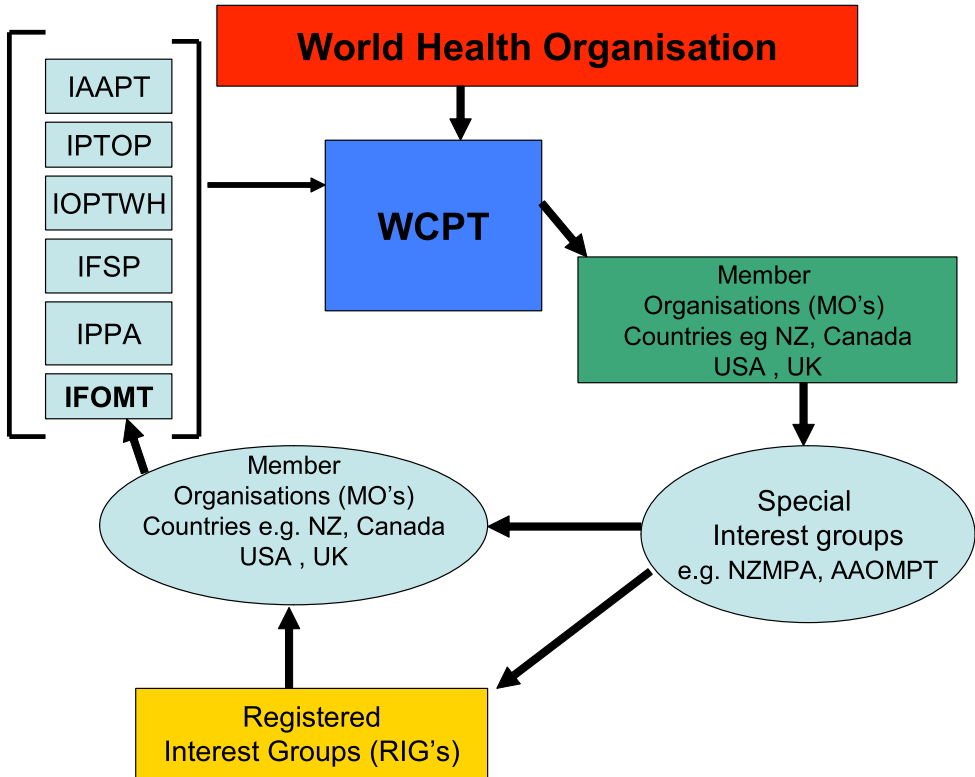 World Health Organisation
IAAPT
IPTOP
IOPTWH
IFSP
IPPA
IFOMT
WCPT
Member
Organisations (MO's)
Countries eg NZ, Canada
USA , UK
Member
Organisations (MO's)
Countries e.g. NZ, Canada
USA , UK
Special
Interest groups
e.g. NZMPA, AAOMPT
Registered
Interest Groups (RIG's)